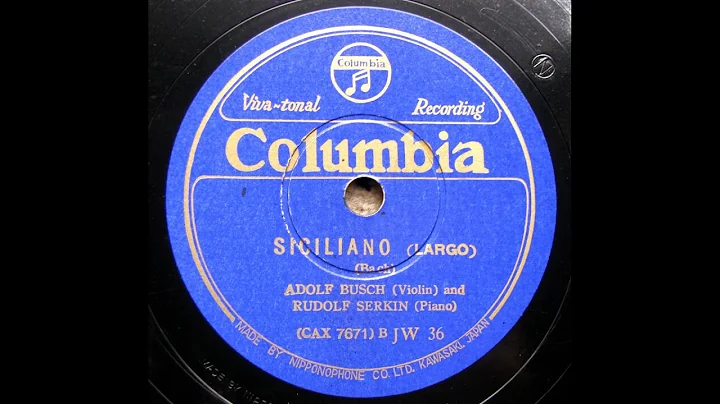 Columbia
Viva-tonal Recording
Columbia
SICILIANO (LARGO)
(Bach)
ADOLF BUSCH (Violin) and
RUDOLF SERKIN (Piano)
(CAX 7671) B JW 36
MADE BY NIPPONOPHONE CO. LTD. KAWASAKI, JAPAN